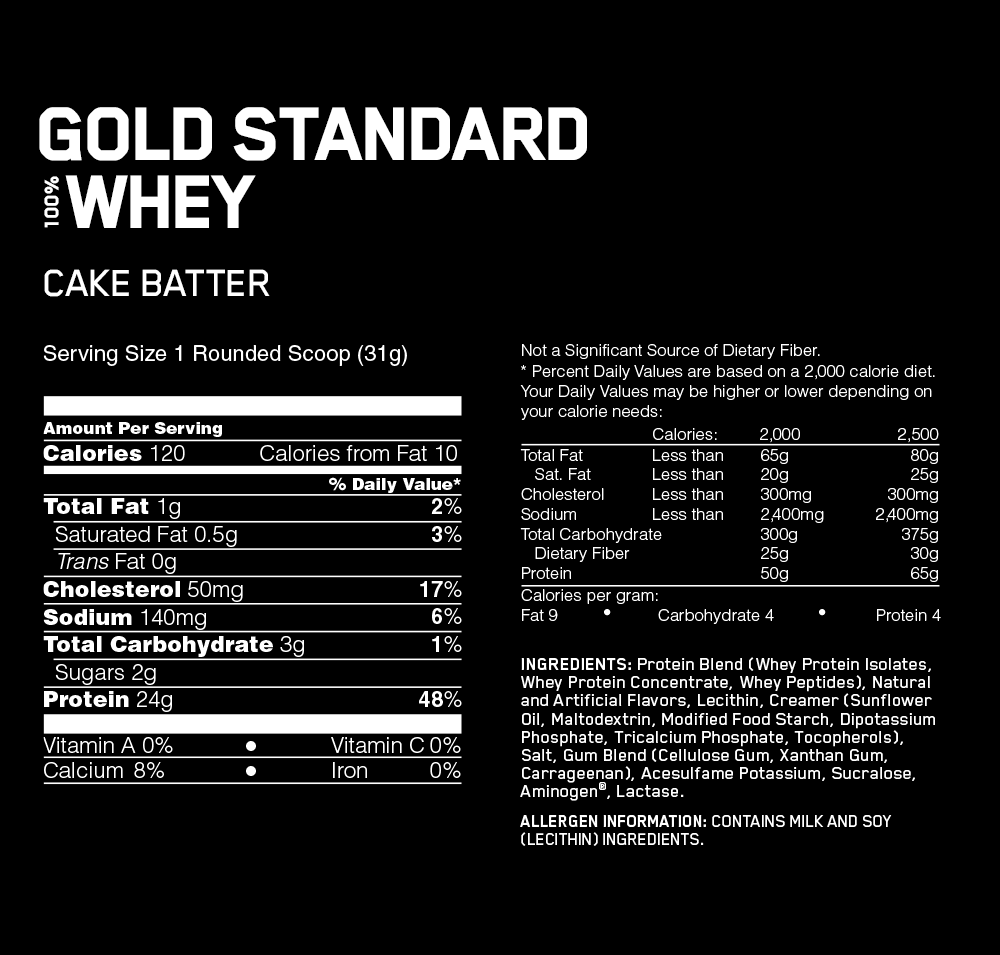 GOLD STANDARD
100% WHEY
CAKE BATTER
Serving Size 1 Rounded Scoop (31g)
Amount Per Serving
Calories 120 Calories from Fat 10
% Daily Value*
Total Fat 1g 2%
Saturated Fat 0.5g 3%
Trans Fat 0g
Cholesterol 50mg 17%
Sodium 140mg 6%
Total Carbohydrate 3g 1%
Sugars 2g
Protein 24g 48%
Vitamin A 0% • Vitamin C 0%
Calcium 8% • Iron 0%
Not a Significant Source of Dietary Fiber.
* Percent Daily Values are based on a 2,000 calorie diet.
Your Daily Values may be higher or lower depending on
your calorie needs:
Calories: 2,000 2,500
Total Fat Less than 65g 80g
Sat. Fat Less than 20g 25g
Cholesterol Less than 300mg 300mg
Sodium Less than 2,400mg 2,400mg
Total Carbohydrate 300g 375g
Dietary Fiber 25g 30g
Protein 50g 65g
Calories per gram:
Fat 9 • Carbohydrate 4 • Protein 4
INGREDIENTS: Protein Blend (Whey Protein Isolates,
Whey Protein Concentrate, Whey Peptides), Natural
and Artificial Flavors, Lecithin, Creamer (Sunflower
Oil, Maltodextrin, Modified Food Starch, Dipotassium
Phosphate, Tricalcium Phosphate, Tocopherols),
Salt, Gum Blend (Cellulose Gum, Xanthan Gum,
Carrageenan), Acesulfame Potassium, Sucralose,
Aminogen®, Lactase.
ALLERGEN INFORMATION: CONTAINS MILK AND SOY
(LECITHIN) INGREDIENTS.